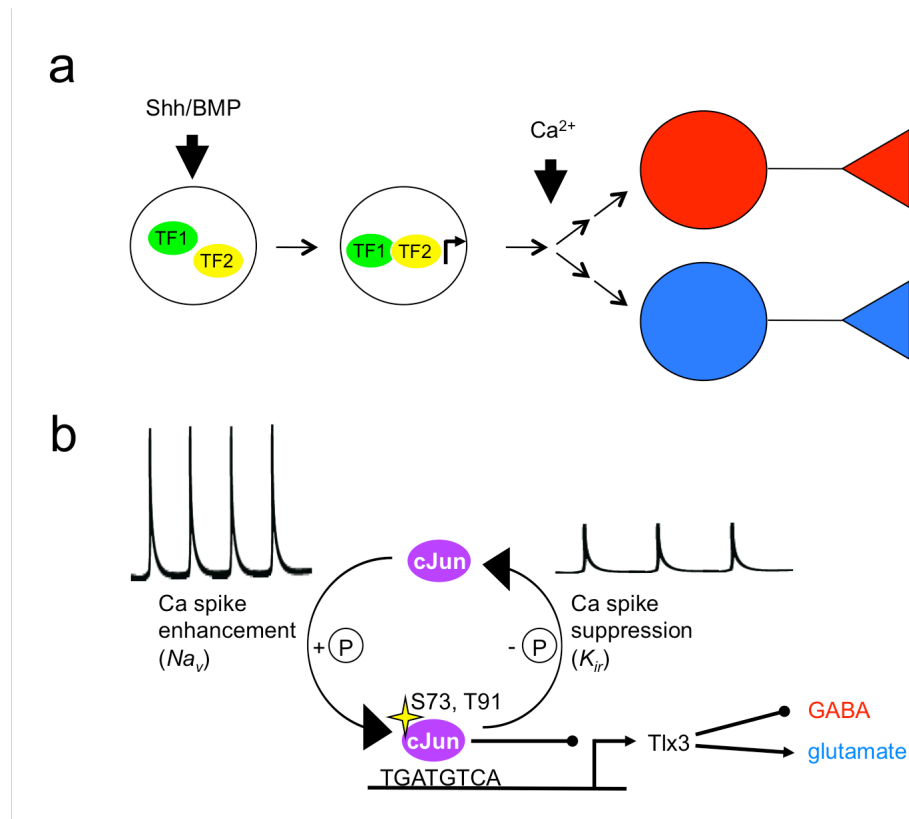 a
Shh/BMP
Ca²⁺
TF1
TF2
TF1
TF2
b
cJun
Ca spike
enhancement
(Naᵥ)
+ P
- P
Ca spike
suppression
(K_ir)
S73, T91
cJun
TGATGTCA
Tlx3
GABA
glutamate